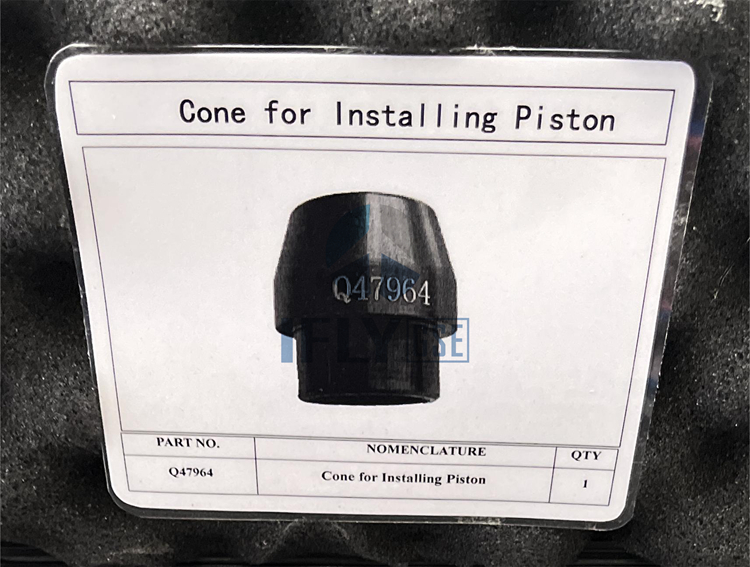 Cone for Installing Piston
Q47964
PART NO. NOMENCLATURE QTY
Q47964 Cone for Installing Piston 1